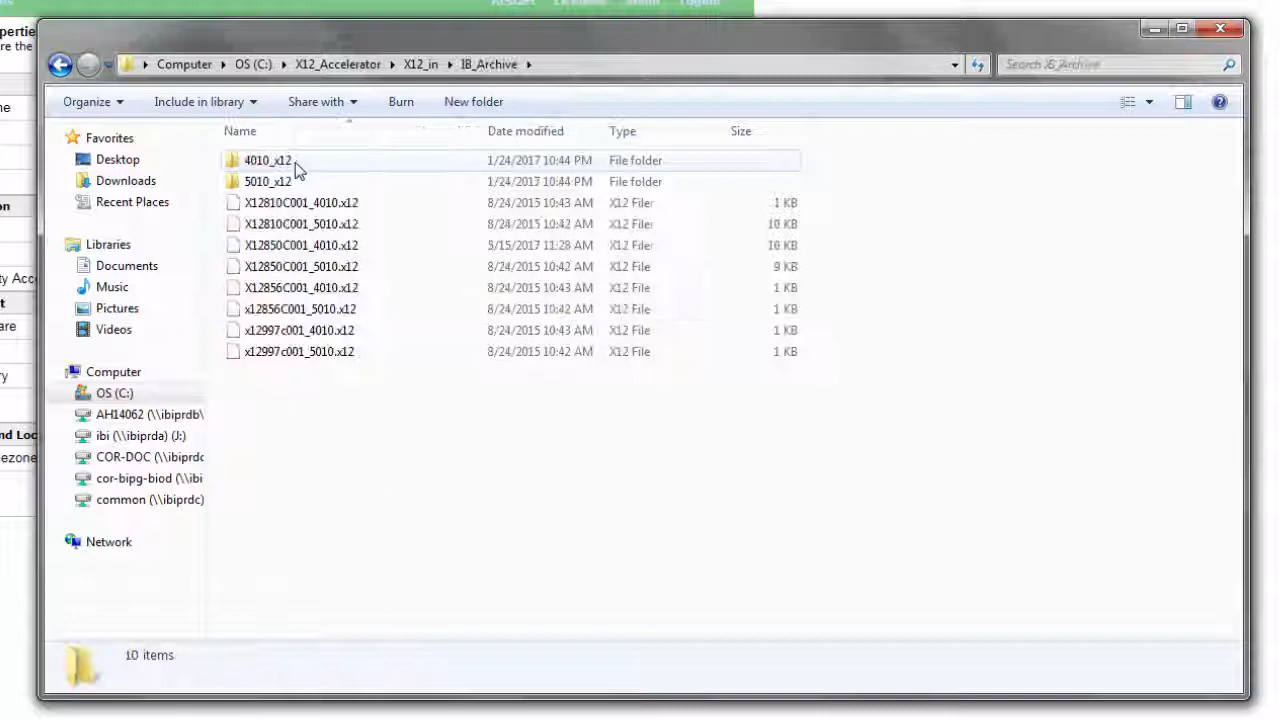 Restart Licenses About Logout
Computer OS (C:) X12_Accelerator X12_in IB_Archive Search IB_Archive
Organize Include in library Share with Burn New folder
Name Date modified Type Size
Favorites
Desktop
Downloads
Recent Places
Libraries
Documents
Music
Pictures
Videos
Computer
OS (C:)
AH14062 (\\ibiprdb\
ibi (\\ibiprda) (J:)
COR-DOC (\\ibiprdc
cor-bipg-biod (\\ibi
common (\\ibiprdc)
Network
4010_x12 1/24/2017 10:44 PM File folder
5010_x12 1/24/2017 10:44 PM File folder
X12810C001_4010.x12 8/24/2015 10:43 AM X12 File 1 KB
X12810C001_5010.x12 8/24/2015 10:42 AM X12 File 10 KB
X12850C001_4010.x12 5/15/2017 11:28 AM X12 File 10 KB
X12850C001_5010.x12 8/24/2015 10:42 AM X12 File 9 KB
X12856C001_4010.x12 8/24/2015 10:43 AM X12 File 1 KB
x12856C001_5010.x12 8/24/2015 10:42 AM X12 File 1 KB
x12997c001_4010.x12 8/24/2015 10:43 AM X12 File 1 KB
x12997c001_5010.x12 8/24/2015 10:42 AM X12 File 1 KB
10 items